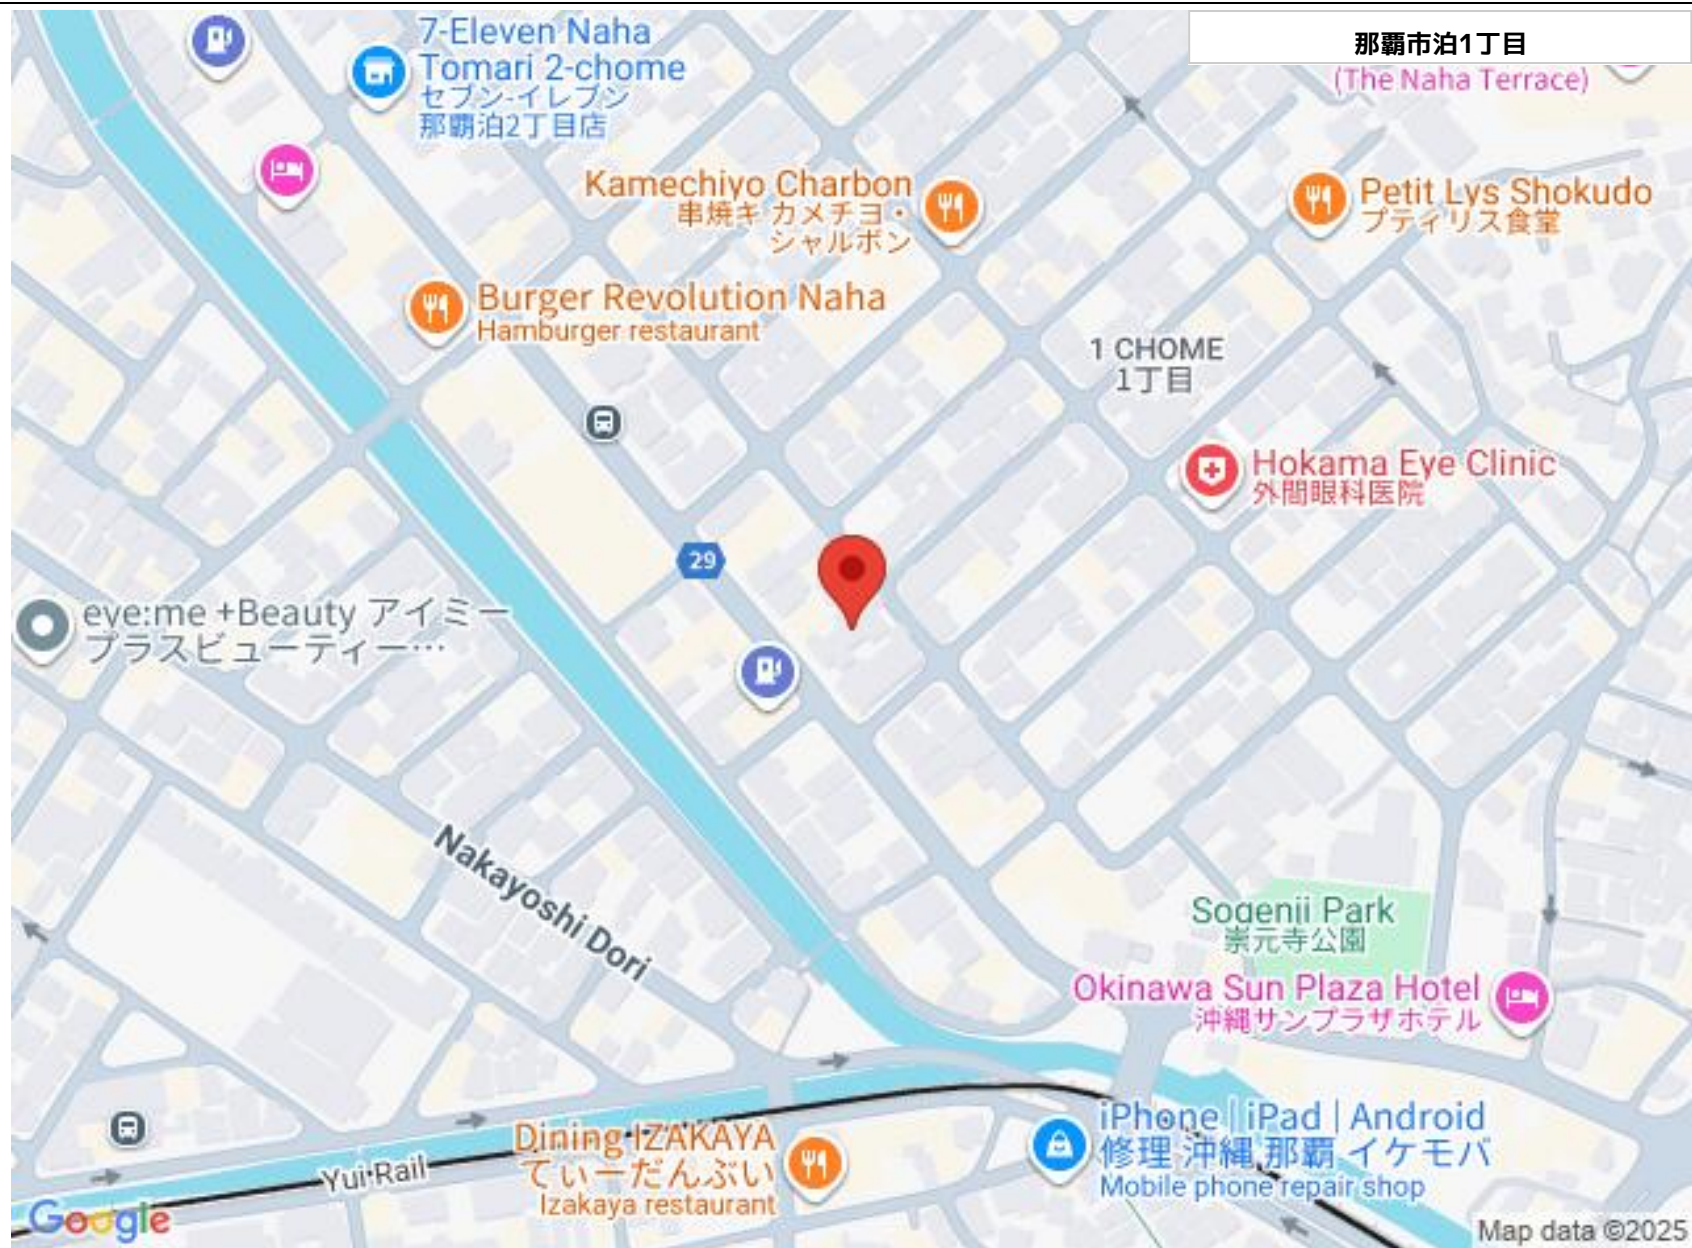 那覇市泊1丁目
7-Eleven Naha
Tomari 2-chome
セブン-イレブン
那覇泊2丁目店
(The Naha Terrace)
Kamechiyo Charbon
串焼キ カメチヨ・
シャルボン
Petit Lys Shokudo
プティリス食堂
Burger Revolution Naha
Hamburger restaurant
1 CHOME
1丁目
Hokama Eye Clinic
外間眼科医院
29
eye:me +Beauty アイミー
プラスビューティー…
Nakayoshi Dori
Sogenji Park
崇元寺公園
Okinawa Sun Plaza Hotel
沖縄サンプラザホテル
iPhone | iPad | Android
修理 沖縄 那覇 イケモバ
Mobile phone repair shop
Dining IZAKAYA
てぃーだんぶい
Izakaya restaurant
Yui Rail
Google
Map data ©2025